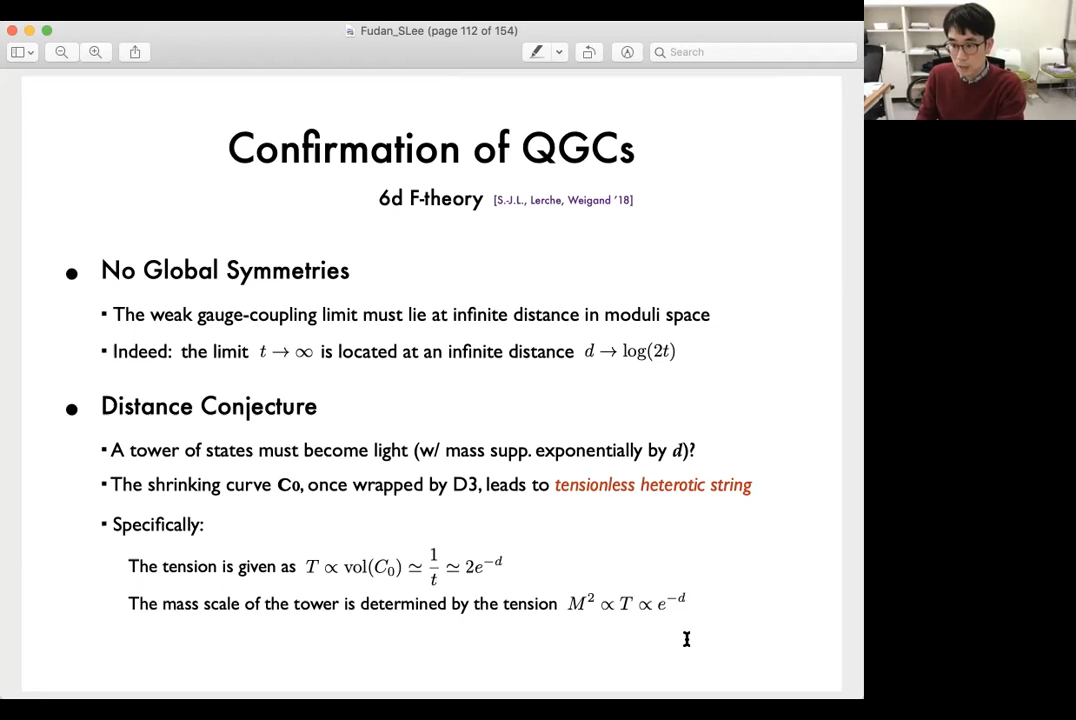 Fudan_SLee (page 112 of 154)
Search
Confirmation of QGCs
6d F-theory [S.-J.L., Lerche, Weigand '18]
● No Global Symmetries
▪ The weak gauge-coupling limit must lie at infinite distance in moduli space
▪ Indeed: the limit t → ∞ is located at an infinite distance d → log(2t)
● Distance Conjecture
▪ A tower of states must become light (w/ mass supp. exponentially by d)?
▪ The shrinking curve C₀, once wrapped by D3, leads to tensionless heterotic string
▪ Specifically:
The tension is given as T ∝ vol(C₀) ≃ 1/t ≃ 2e^{−d}
The mass scale of the tower is determined by the tension M² ∝ T ∝ e^{−d}